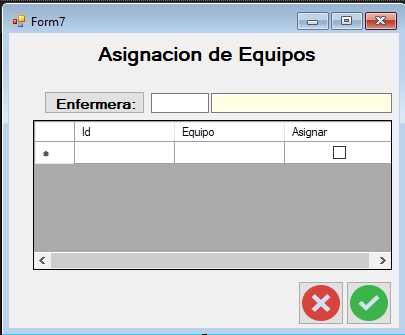 Form7
Asignacion de Equipos
Enfermera:
Id Equipo Asignar